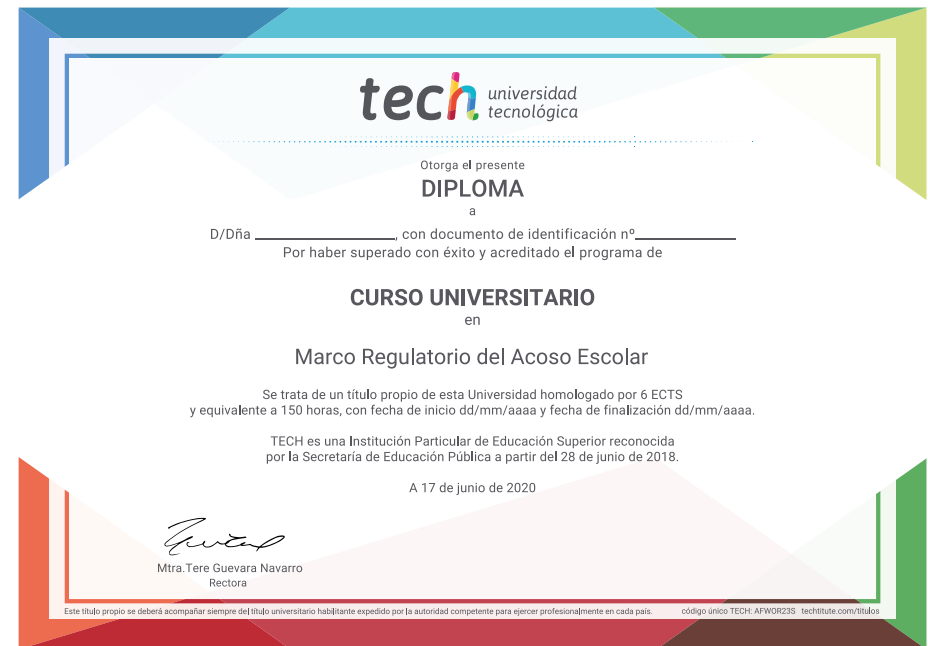 tech universidad
tecnológica
Otorga el presente
DIPLOMA
a
D/Dña ____________________, con documento de identificación nº______________
Por haber superado con éxito y acreditado el programa de
CURSO UNIVERSITARIO
en
Marco Regulatorio del Acoso Escolar
Se trata de un título propio de esta Universidad homologado por 6 ECTS
y equivalente a 150 horas, con fecha de inicio dd/mm/aaaa y fecha de finalización dd/mm/aaaa.
TECH es una Institución Particular de Educación Superior reconocida
por la Secretaría de Educación Pública a partir del 28 de junio de 2018.
A 17 de junio de 2020
Mtra.Tere Guevara Navarro
Rectora
Este título propio se deberá acompañar siempre del título universitario habilitante expedido por la autoridad competente para ejercer profesionalmente en cada país. código único TECH: AFWOR23S techtitute.com/titulos